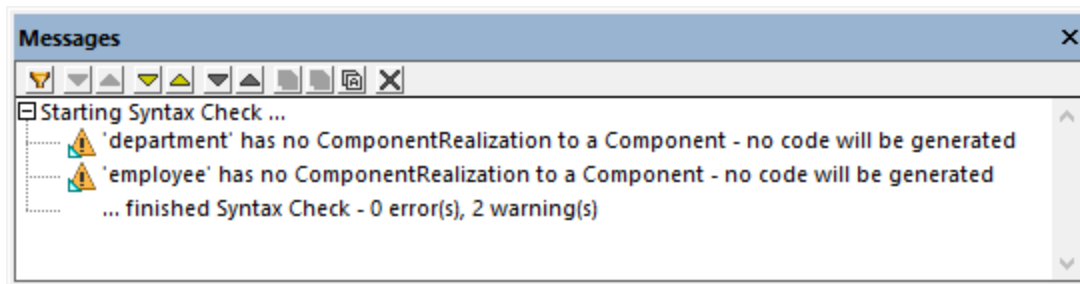 Messages
Starting Syntax Check ...
'department' has no ComponentRealization to a Component - no code will be generated
'employee' has no ComponentRealization to a Component - no code will be generated
... finished Syntax Check - 0 error(s), 2 warning(s)